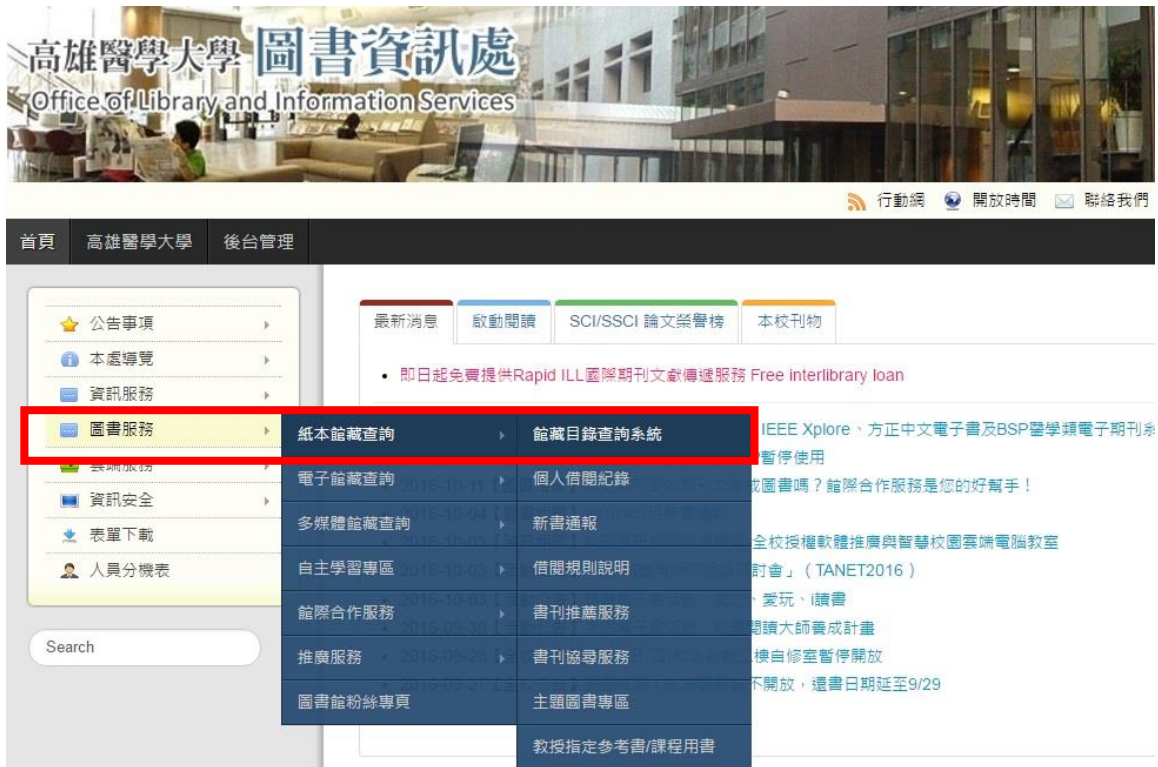 高雄醫學大學 圖書資訊處
Office of Library and Information Services
行動網 開放時間 聯絡我們
首頁 高雄醫學大學 後台管理
公告事項
本處導覽
資訊服務
圖書服務
雲端服務
資訊安全
表單下載
人員分機表
Search
紙本館藏查詢
電子館藏查詢
多媒體館藏查詢
自主學習專區
館際合作服務
推廣服務
圖書館粉絲專頁
館藏目錄查詢系統
個人借閱紀錄
新書通報
借閱規則說明
書刊推薦服務
書刊協尋服務
主題圖書專區
教授指定参考書/課程用書
最新消息 啟動閱讀 SCI/SSCI 論文榮譽榜 本校刊物
即日起免費提供Rapid ILL國際期刊文獻傳遞服務 Free interlibrary loan
IEEE Xplore、方正中文電子書及BSP醫學類電子期刊系
暫停使用
成圖書嗎？館際合作服務是您的好幫手！
全校授權軟體推廣與智慧校園雲端電腦教室
討會」（TANET2016）
、愛玩、i讀書
閱讀大師養成計畫
樓自修室暫停開放
不開放，還書日期延至9/29